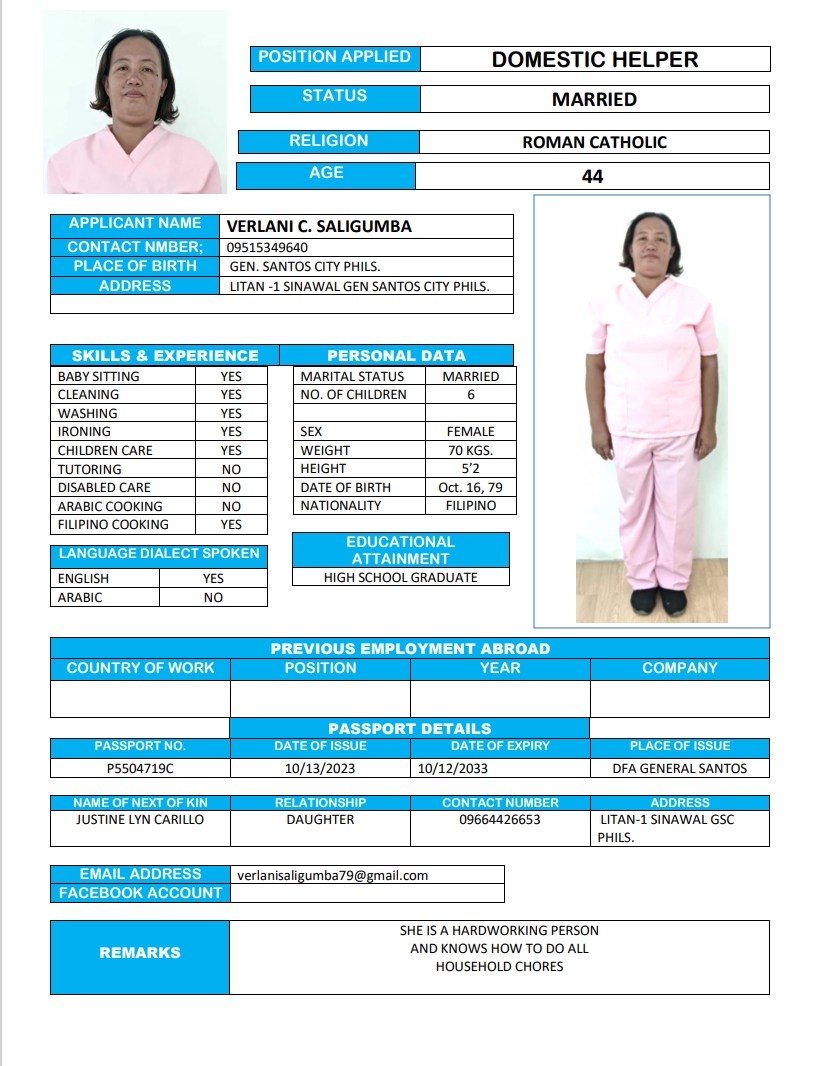 POSITION APPLIED DOMESTIC HELPER
STATUS MARRIED
RELIGION ROMAN CATHOLIC
AGE 44
APPLICANT NAME VERLANI C. SALIGUMBA
CONTACT NMBER; 09515349640
PLACE OF BIRTH GEN. SANTOS CITY PHILS.
ADDRESS LITAN -1 SINAWAL GEN SANTOS CITY PHILS.
SKILLS & EXPERIENCE
BABY SITTING YES
CLEANING YES
WASHING YES
IRONING YES
CHILDREN CARE YES
TUTORING NO
DISABLED CARE NO
ARABIC COOKING NO
FILIPINO COOKING YES
LANGUAGE DIALECT SPOKEN
ENGLISH YES
ARABIC NO
PERSONAL DATA
MARITAL STATUS MARRIED
NO. OF CHILDREN 6
SEX FEMALE
WEIGHT 70 KGS.
HEIGHT 5’2
DATE OF BIRTH Oct. 16, 79
NATIONALITY FILIPINO
EDUCATIONAL
ATTAINMENT
HIGH SCHOOL GRADUATE
PREVIOUS EMPLOYMENT ABROAD
COUNTRY OF WORK POSITION YEAR COMPANY
PASSPORT DETAILS
PASSPORT NO. DATE OF ISSUE DATE OF EXPIRY PLACE OF ISSUE
P5504719C 10/13/2023 10/12/2033 DFA GENERAL SANTOS
NAME OF NEXT OF KIN RELATIONSHIP CONTACT NUMBER ADDRESS
JUSTINE LYN CARILLO DAUGHTER 09664426653 LITAN-1 SINAWAL GSC
PHILS.
EMAIL ADDRESS verlanisaligumba79@gmail.com
FACEBOOK ACCOUNT
REMARKS
SHE IS A HARDWORKING PERSON
AND KNOWS HOW TO DO ALL
HOUSEHOLD CHORES